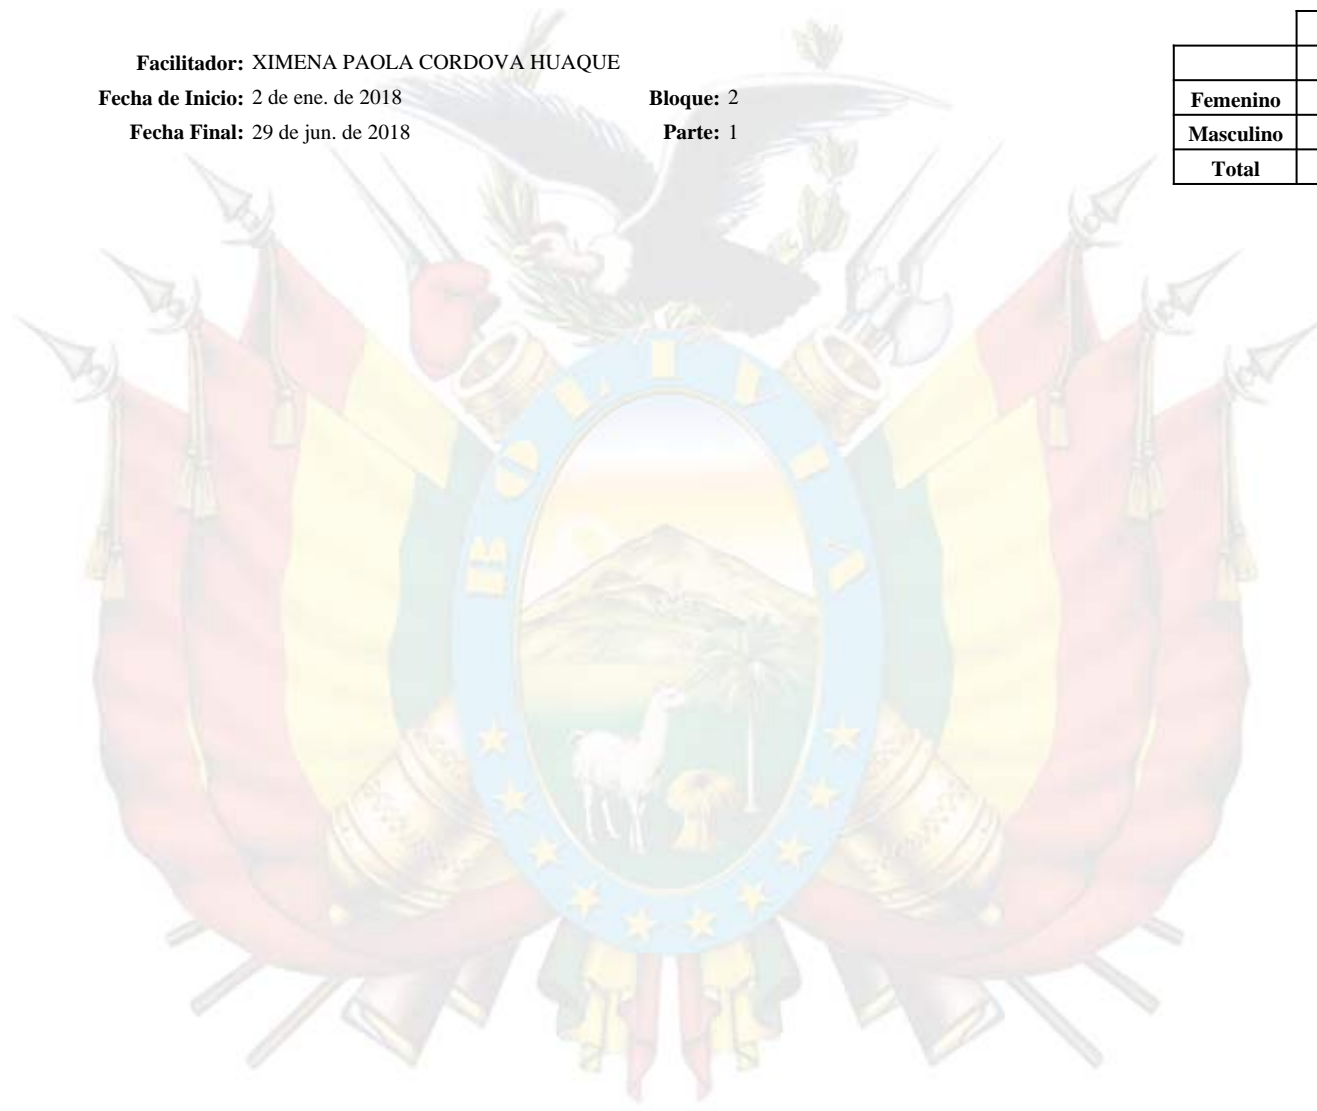 Facilitador: XIMENA PAOLA CORDOVA HUAQUE
Fecha de Inicio: 2 de ene. de 2018 Bloque: 2
Fecha Final: 29 de jun. de 2018 Parte: 1
Femenino
Masculino
Total
BOLIVIA